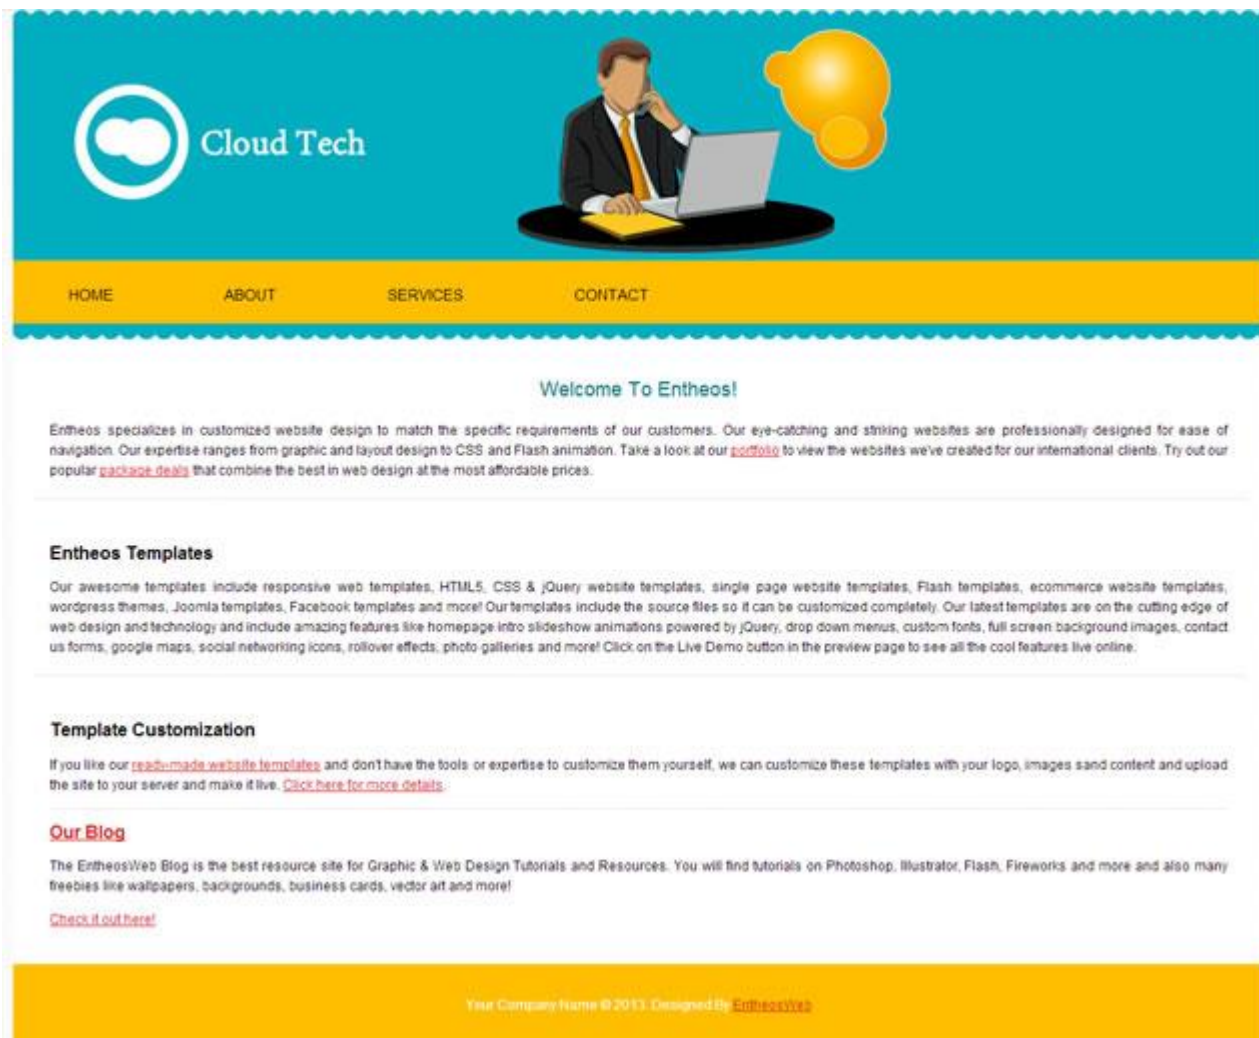 Cloud Tech
HOME ABOUT SERVICES CONTACT
Welcome To Entheos!
Entheos specializes in customized website design to match the specific requirements of our customers. Our eye-catching and striking websites are professionally designed for ease of
navigation. Our expertise ranges from graphic and layout design to CSS and Flash animation. Take a look at our portfolio to view the websites we've created for our international clients. Try out our
popular package deals that combine the best in web design at the most affordable prices.
Entheos Templates
Our awesome templates include responsive web templates, HTML5, CSS & jQuery website templates, single page website templates, Flash templates, ecommerce website templates,
wordpress themes, Joomla templates, Facebook templates and more! Our templates include the source files so it can be customized completely. Our latest templates are on the cutting edge of
web design and technology and include amazing features like homepage intro slideshow animations powered by jQuery, drop down menus, custom fonts, full screen background images, contact
us forms, google maps, social networking icons, rollover effects, photo galleries and more! Click on the Live Demo button in the preview page to see all the cool features live online.
Template Customization
If you like our ready-made website templates and don't have the tools or expertise to customize them yourself, we can customize these templates with your logo, images sand content and upload
the site to your server and make it live. Click here for more details.
Our Blog
The EntheosWeb Blog is the best resource site for Graphic & Web Design Tutorials and Resources. You will find tutorials on Photoshop, Illustrator, Flash, Fireworks and more and also many
freebies like wallpapers, backgrounds, business cards, vector art and more!
Check it out here!
Your Company Name © 2013. Designed By EntheosWeb